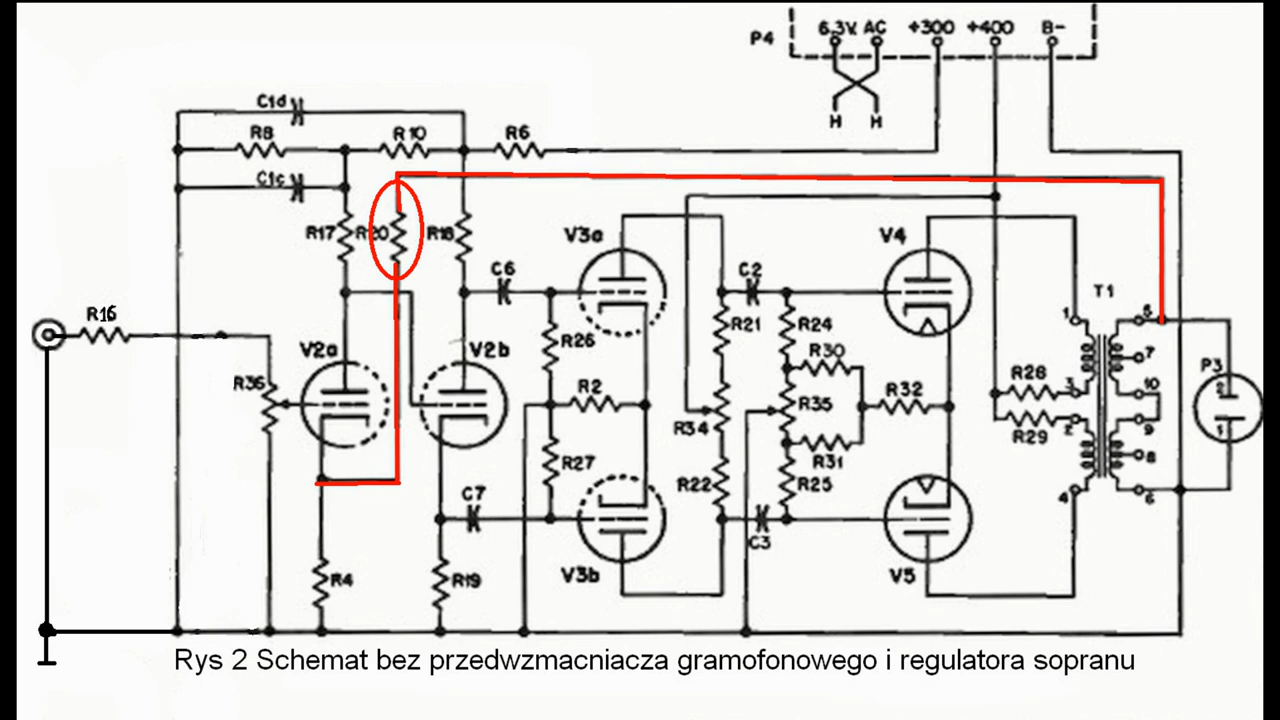 P4 6.3V. AC +300 +400 B-
H H
C1d
R8 R10 R6
C1c
R17 R20 R18 V3a V4
C6 C2 T1
R16 R21 R24 1 5
V2a V2b R26 R30 7
R36 R2 R35 R32 R28 3 10 P3 2
R34 R29 2 9 1
R27 R31 8
C7 R22 R25 4 6
C3
R4 R19 V3b V5
Rys 2 Schemat bez przedwzmacniacza gramofonowego i regulatora sopranu